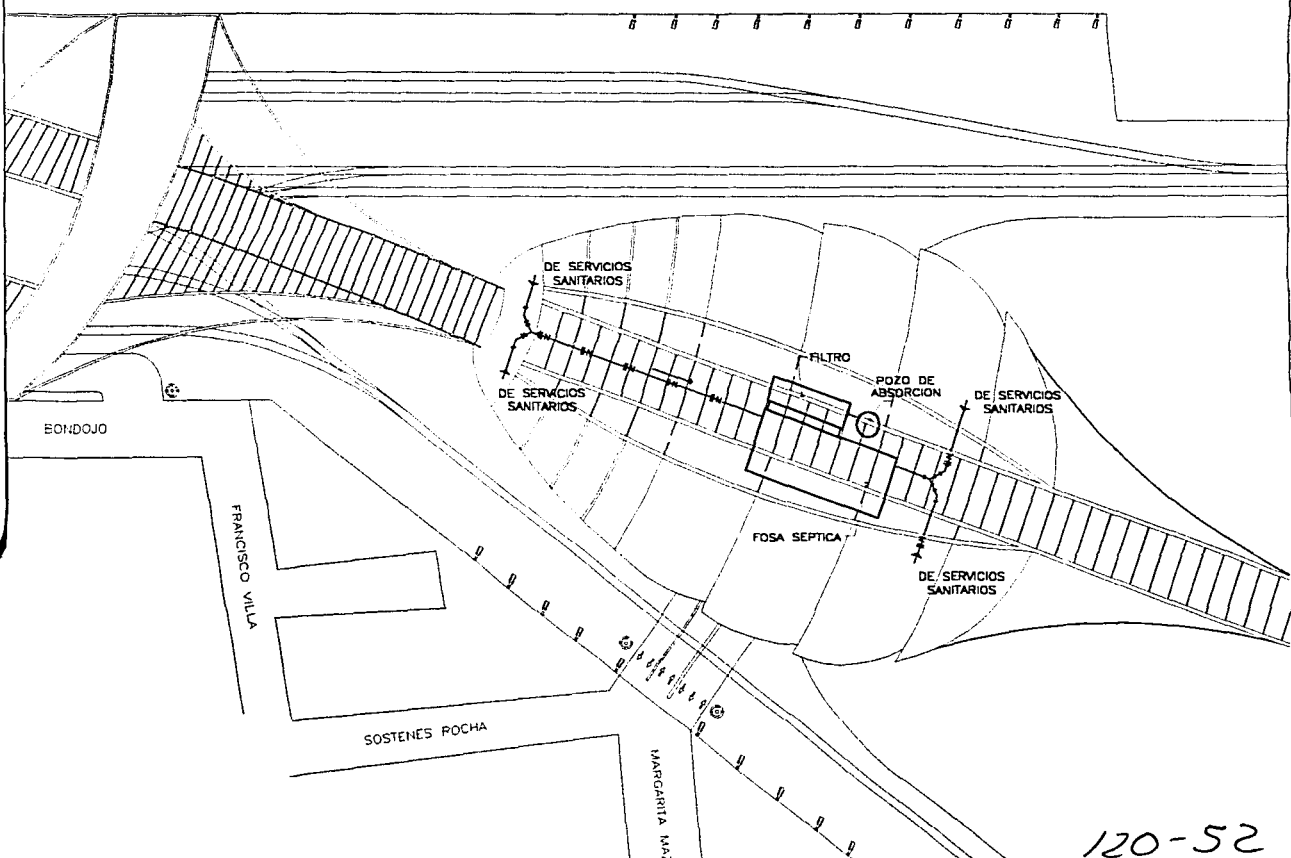 DE SERVICIOS
SANITARIOS
FILTRO
POZO DE
ABSORCION
DE SERVICIOS
SANITARIOS
DE SERVICIOS
SANITARIOS
BONDOJO
FRANCISCO VILLA
FOSA SEPTICA
DE SERVICIOS
SANITARIOS
SOSTENES ROCHA
MARGARITA
120-52